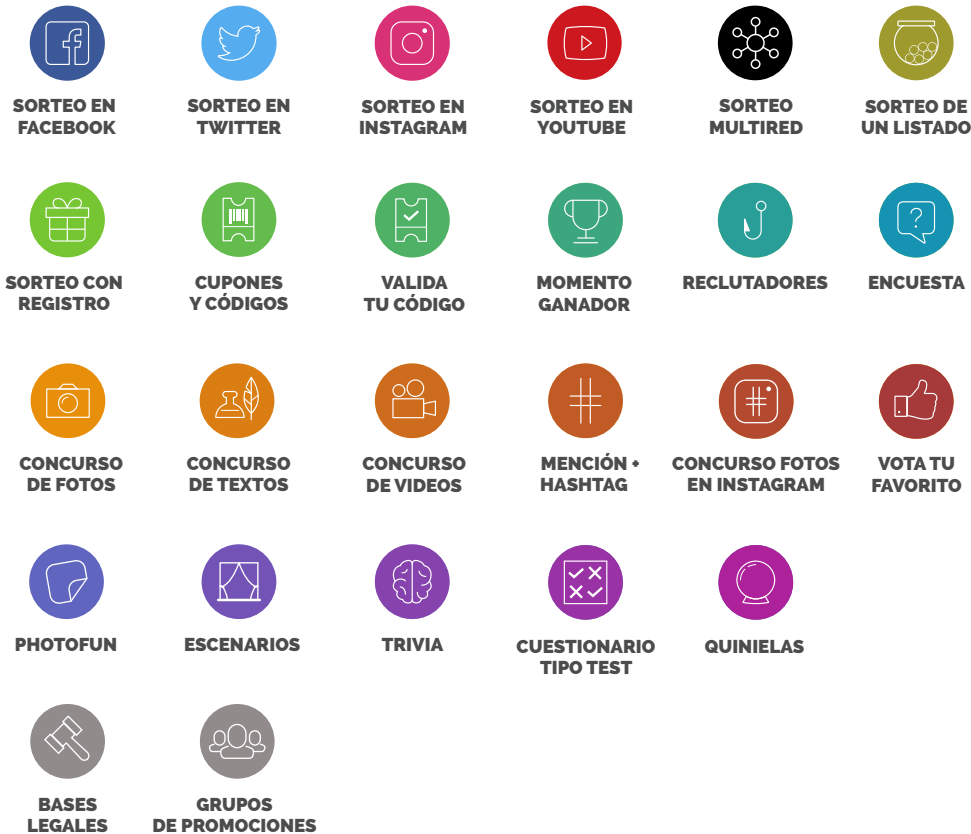 SORTEO EN
FACEBOOK
SORTEO EN
TWITTER
SORTEO EN
INSTAGRAM
SORTEO EN
YOUTUBE
SORTEO
MULTIRED
SORTEO DE
UN LISTADO
SORTEO CON
REGISTRO
CUPONES
Y CÓDIGOS
VALIDA
TU CÓDIGO
MOMENTO
GANADOR
RECLUTADORES
ENCUESTA
CONCURSO
DE FOTOS
CONCURSO
DE TEXTOS
CONCURSO
DE VIDEOS
MENCIÓN +
HASHTAG
CONCURSO FOTOS
EN INSTAGRAM
VOTA TU
FAVORITO
PHOTOFUN
ESCENARIOS
TRIVIA
CUESTIONARIO
TIPO TEST
QUINIELAS
BASES
LEGALES
GRUPOS
DE PROMOCIONES